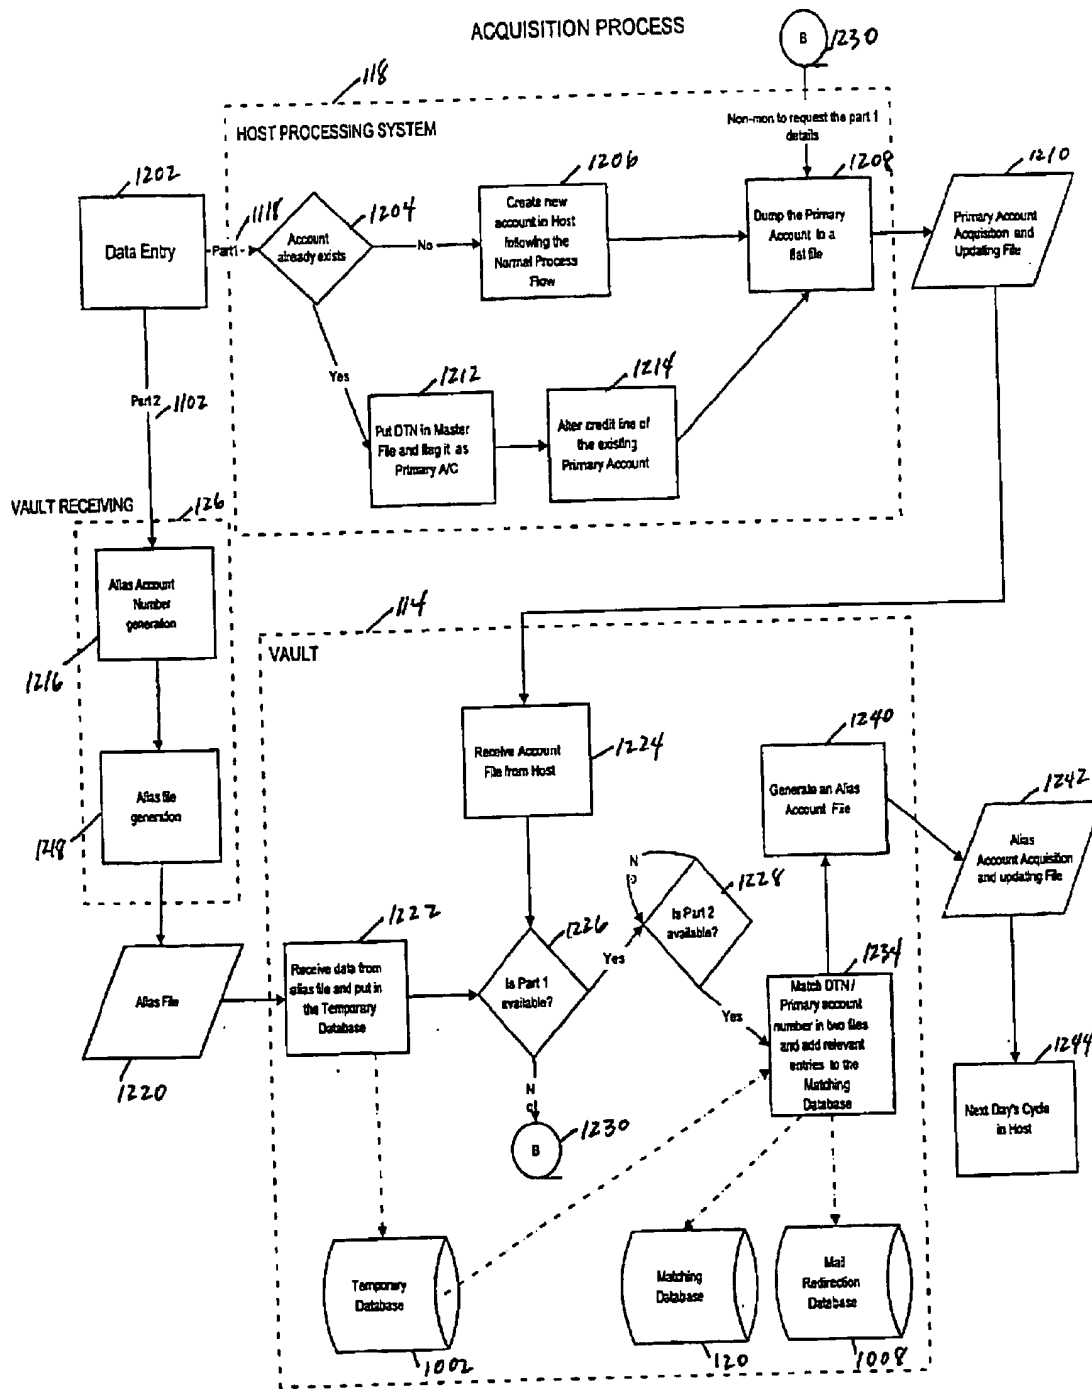 ACQUISITION PROCESS
B
1230
118
HOST PROCESSING SYSTEM
Non-mon to request the part 1
details
1202
Data Entry
Part1
1118
1204
Account
already exists
No
1206
Create new
account in Host
following the
Normal Process
Flow
1208
Dump the Primary
Account to a
flat file
1210
Primary Account
Acquisition and
Updating File
Yes
1212
Put DTN in Master
File and flag it as
Primary A/C
1214
Alter credit line of
the existing
Primary Account
Part 2
1102
VAULT RECEIVING
126
Alias Account
Number
generation
1216
Alias file
generation
1218
Alias File
1220
114
VAULT
Receive Account
File from Host
1224
1240
Generate an Alias
Account File
1242
Alias
Account Acquisition
and updating File
1222
Receive data from
alias file and put in
the Temporary
Database
1226
Is Part 1
available?
Yes
No
1228
Is Part 2
available?
Yes
1234
Match DTN /
Primary account
number in two files
and add relevant
entries to the
Matching
Database
1244
Next Day's Cycle
in Host
No
B
1230
Temporary
Database
1002
Matching
Database
120
Mail
Redirection
Database
1008